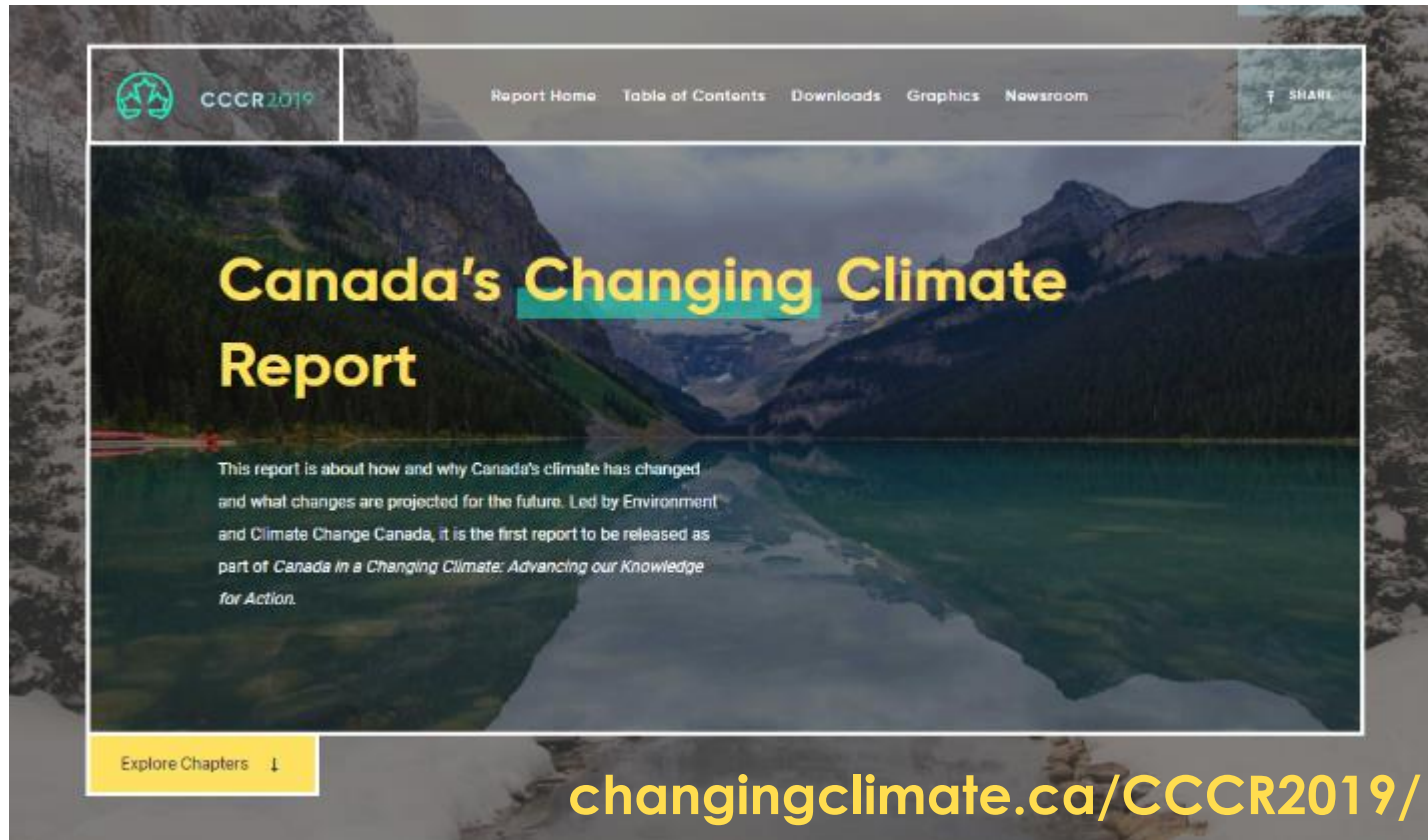 CCCR2019
Report Home Table of Contents Downloads Graphics Newsroom
SHARE
Canada's Changing Climate
Report
This report is about how and why Canada's climate has changed
and what changes are projected for the future. Led by Environment
and Climate Change Canada, it is the first report to be released as
part of Canada in a Changing Climate: Advancing our Knowledge
for Action.
Explore Chapters ↓
changingclimate.ca/CCCR2019/